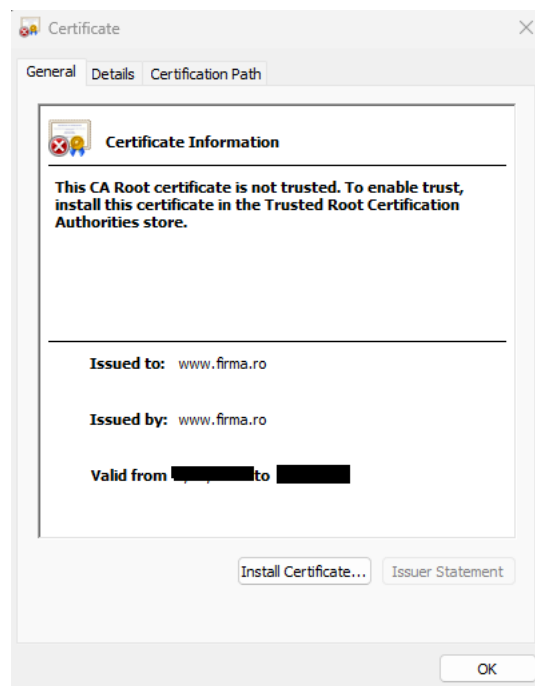 Certificate
General Details Certification Path
Certificate Information
This CA Root certificate is not trusted. To enable trust,
install this certificate in the Trusted Root Certification
Authorities store.
Issued to: www.firma.ro
Issued by: www.firma.ro
Valid from to
Install Certificate... Issuer Statement
OK